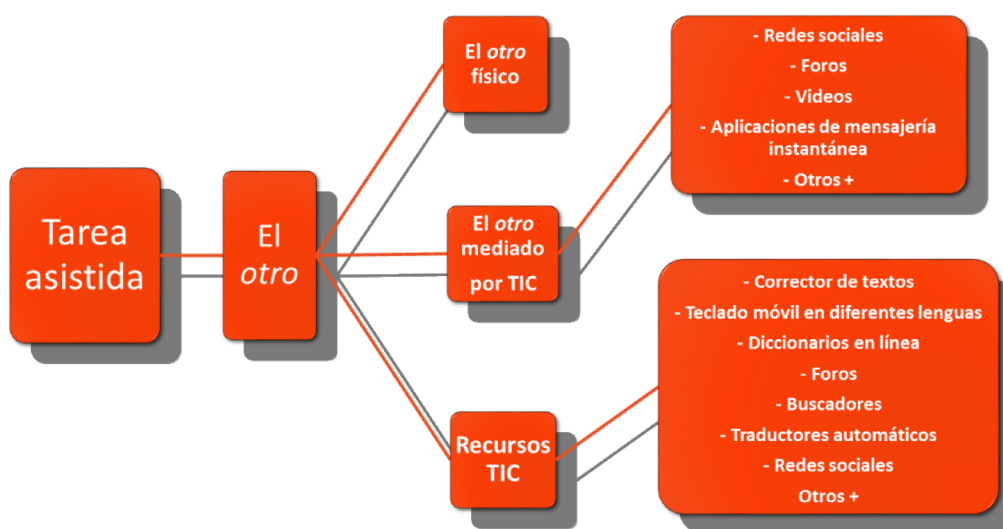 Tarea
asistida
El
otro
El otro
físico
El otro
mediado
por TIC
Recursos
TIC
- Redes sociales
- Foros
- Videos
- Aplicaciones de mensajería
instantánea
- Otros +
- Corrector de textos
- Teclado móvil en diferentes lenguas
- Diccionarios en línea
- Foros
- Buscadores
- Traductores automáticos
- Redes sociales
Otros +